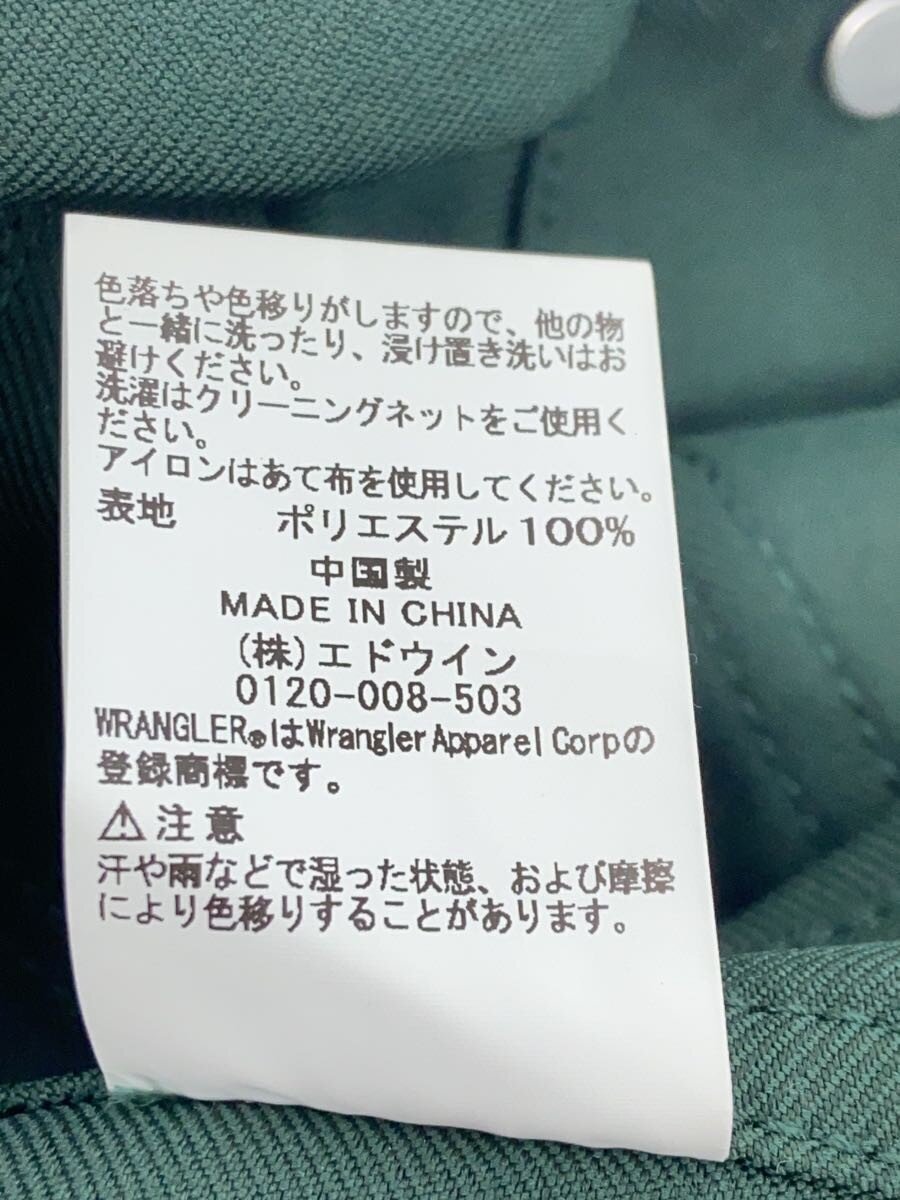 色落ちや色移りがしますので、他の物
と一緒に洗ったり、浸け置き洗いはお
避けください。
洗濯はクリーニングネットをご使用く
ださい。
アイロンはあて布を使用してください。
表地 ポリエステル100%
中国製
MADE IN CHINA
(株)エドウイン
0120-008-503
WRANGLER®はWrangler Apparel Corpの
登録商標です。
⚠注意
汗や雨などで湿った状態、および摩擦
により色移りすることがあります。